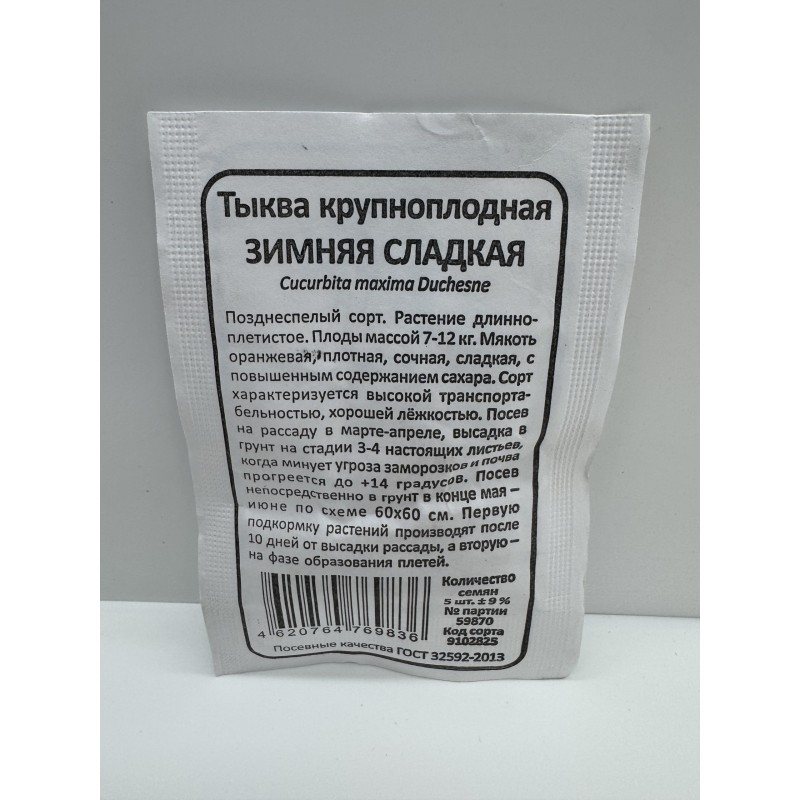 Тыква крупноплодная
ЗИМНЯЯ СЛАДКАЯ
Cucurbita maxima Duchesne
Позднеспелый сорт. Растение длинно-
плетистое. Плоды массой 7-12 кг. Мякоть
оранжевая, плотная, сочная, сладкая, с
повышенным содержанием сахара. Сорт
характеризуется высокой транспорта-
бельностью, хорошей лёжкостью. Посев
на рассаду в марте-апреле, высадка в
грунт на стадии 3-4 настоящих листьев,
когда минует угроза заморозков и почва
прогреется до +14 градусов. Посев
непосредственно в грунт в конце мая –
июне по схеме 60х60 см. Первую
подкормку растений производят после
10 дней от высадки рассады, а вторую –
на фазе образования плетей.
Количество
семян
5 шт. ± 9 %
№ партии
59870
Код сорта
9102825
4 620764 769836
Посевные качества ГОСТ 32592-2013